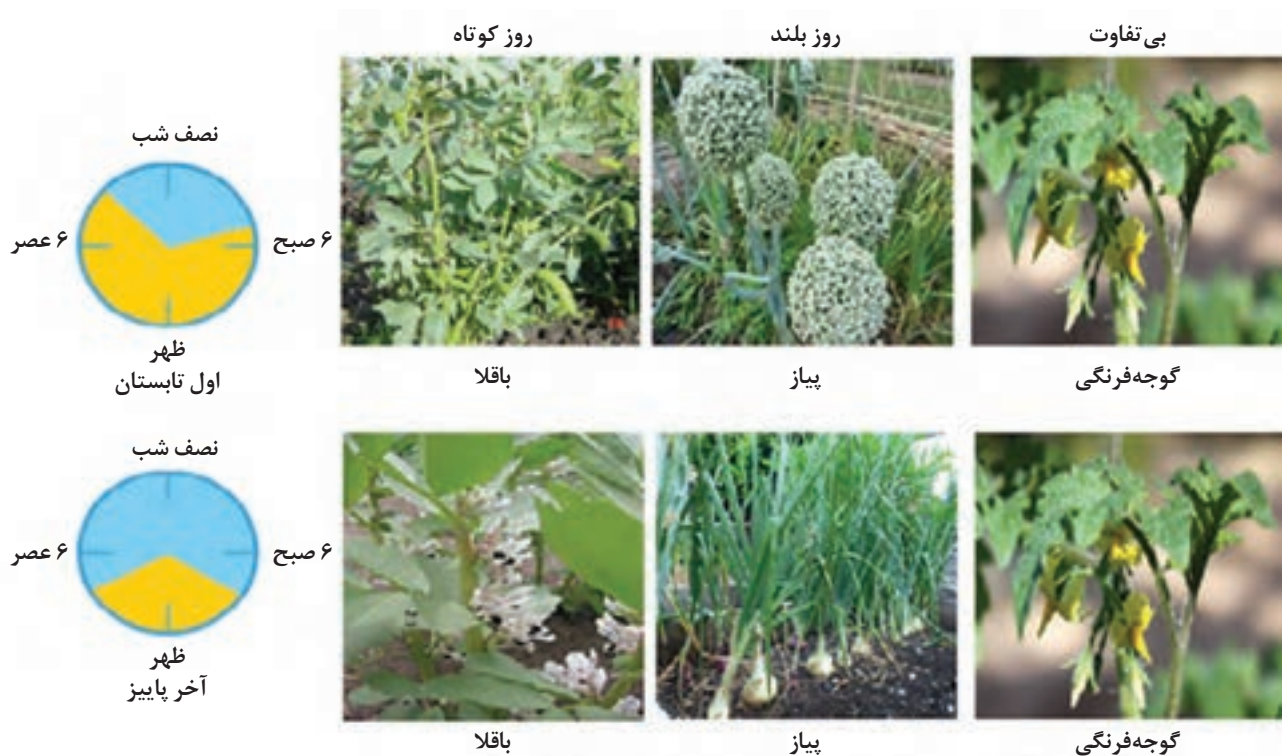 بی‌تفاوت
روز بلند
روز کوتاه
نصف شب
۶ صبح
۶ عصر
ظهر
اول تابستان
گوجه‌فرنگی
پیاز
باقلا
نصف شب
۶ صبح
۶ عصر
ظهر
آخر پاییز
گوجه‌فرنگی
پیاز
باقلا